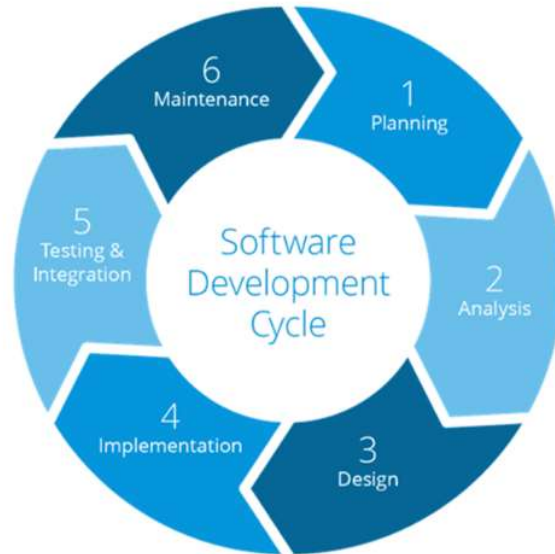 Software
Development
Cycle
1
Planning
2
Analysis
3
Design
4
Implementation
5
Testing &
Integration
6
Maintenance